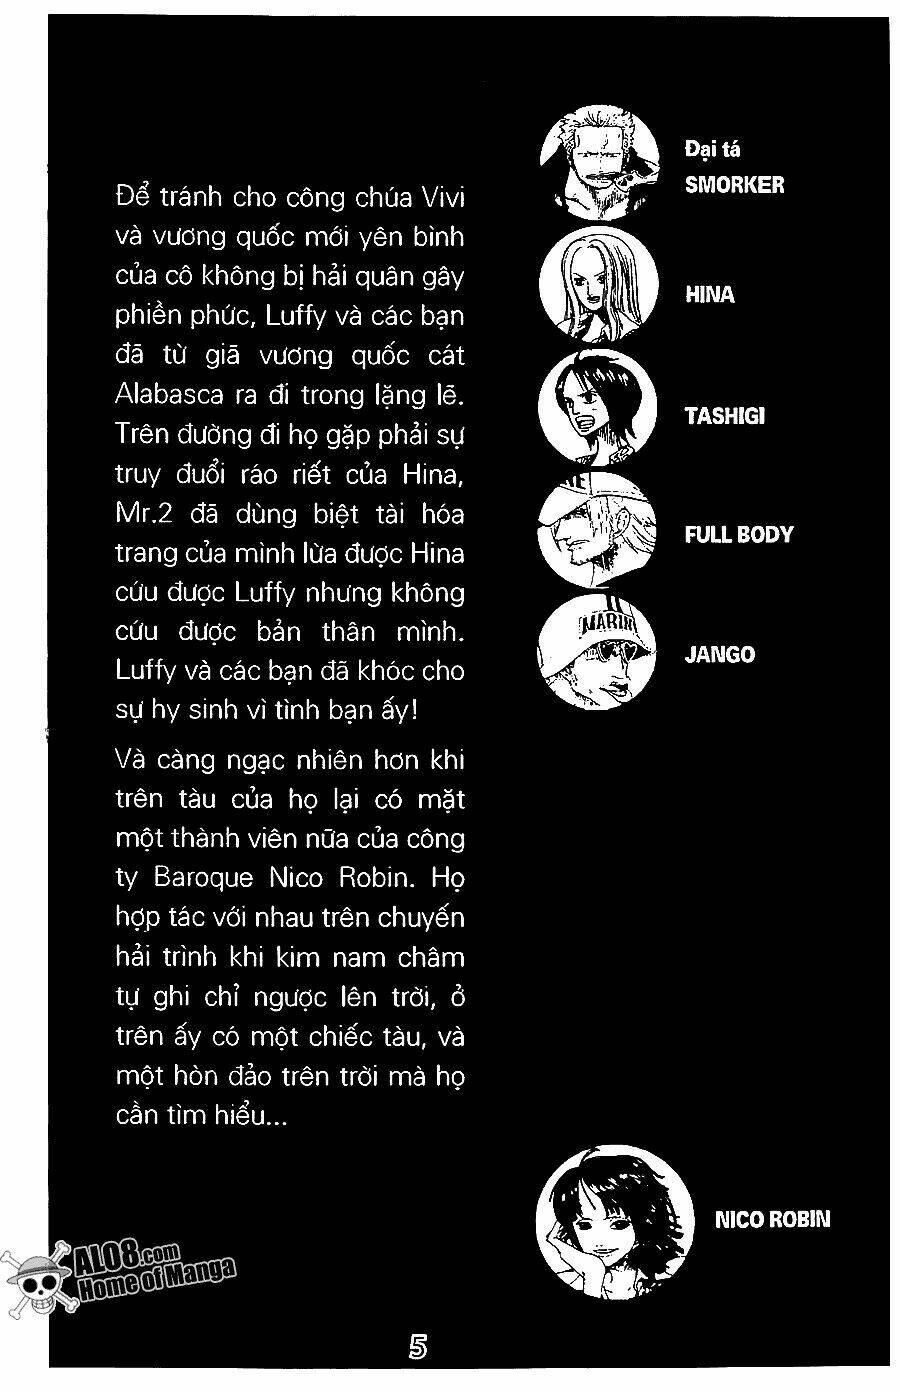 Để tránh cho công chúa Vivi
và vương quốc mới yên bình
của cô không bị hải quân gây
phiền phức, Luffy và các bạn
đã từ giã vương quốc cát
Alabasca ra đi trong lặng lẽ.
Trên đường đi họ gặp phải sự
truy đuổi ráo riết của Hina,
Mr.2 đã dùng biệt tài hóa
trang của mình lừa được Hina
cứu được Luffy nhưng không
cứu được bản thân mình.
Luffy và các bạn đã khóc cho
sự hy sinh vì tình bạn ấy!
Và càng ngạc nhiên hơn khi
trên tàu của họ lại có mặt
một thành viên nữa của công
ty Baroque Nico Robin. Họ
hợp tác với nhau trên chuyến
hải trình khi kim nam châm
tự ghi chỉ ngược lên trời, ở
trên ấy có một chiếc tàu, và
một hòn đảo trên trời mà họ
cần tìm hiểu...
Đại tá
SMORKER
HINA
TASHIGI
FULL BODY
MARIN
JANGO
NICO ROBIN
ALO8.com
Home of Manga
5